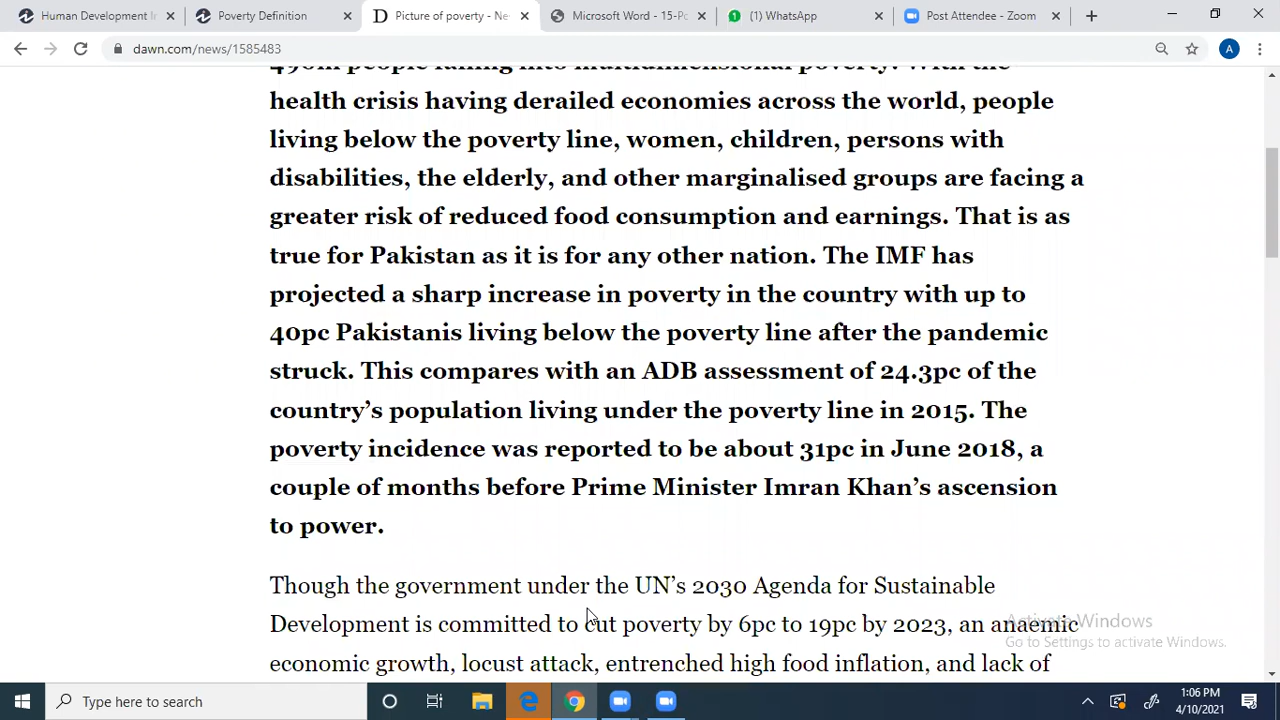 Human Development I
Poverty Definition
Picture of poverty - Ne
Microsoft Word - 15-Po
(1) WhatsApp
Post Attendee - Zoom
dawn.com/news/1585483
A
490m people falling into multidimensional poverty. With the
health crisis having derailed economies across the world, people
living below the poverty line, women, children, persons with
disabilities, the elderly, and other marginalised groups are facing a
greater risk of reduced food consumption and earnings. That is as
true for Pakistan as it is for any other nation. The IMF has
projected a sharp increase in poverty in the country with up to
40pc Pakistanis living below the poverty line after the pandemic
struck. This compares with an ADB assessment of 24.3pc of the
country's population living under the poverty line in 2015. The
poverty incidence was reported to be about 31pc in June 2018, a
couple of months before Prime Minister Imran Khan's ascension
to power.
Though the government under the UN's 2030 Agenda for Sustainable
Development is committed to cut poverty by 6pc to 19pc by 2023, an anaemic
economic growth, locust attack, entrenched high food inflation, and lack of
Activate Windows
Go to Settings to activate Windows.
Type here to search
1:06 PM
4/10/2021